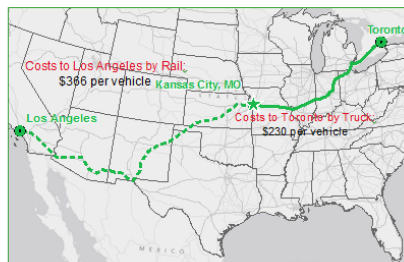 Toronto
Costs to Los Angeles by Rail:
$366 per vehicle
Kansas City, MO
Los Angeles
Costs to Toronto by Truck:
$230 per vehicle
MEXICO